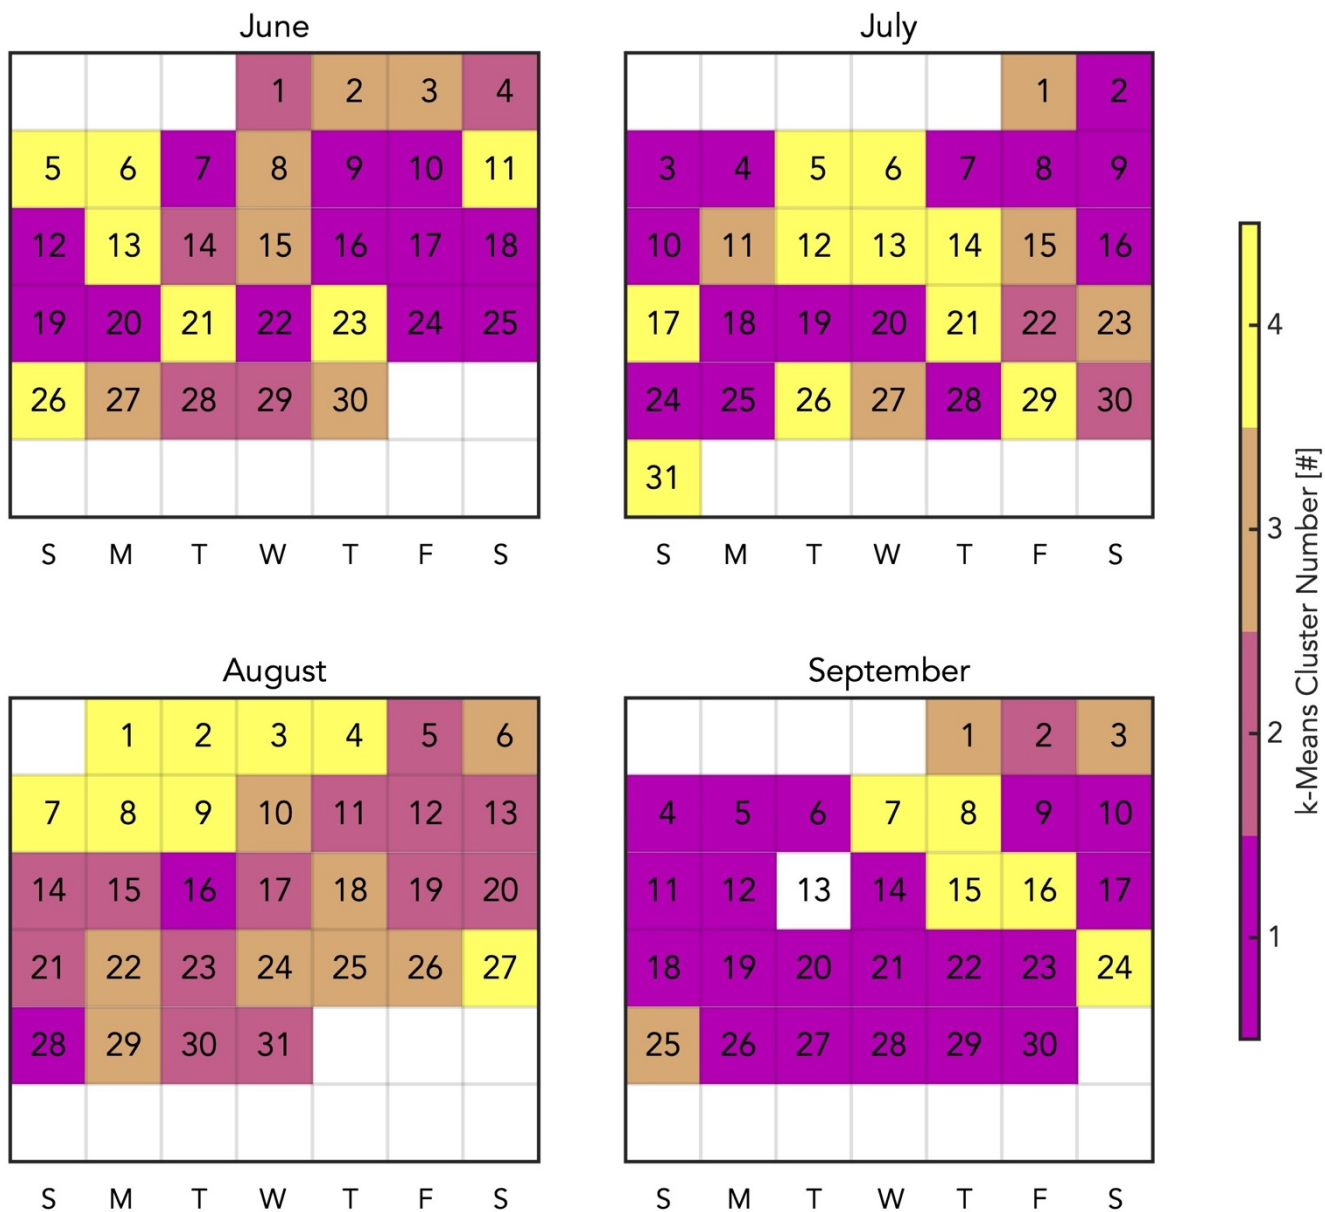 June
1 2 3 4
5 6 7 8 9 10 11
12 13 14 15 16 17 18
19 20 21 22 23 24 25
26 27 28 29 30
S M T W T F S
July
1 2
3 4 5 6 7 8 9
10 11 12 13 14 15 16
17 18 19 20 21 22 23
24 25 26 27 28 29 30
31
S M T W T F S
August
1 2 3 4 5 6
7 8 9 10 11 12 13
14 15 16 17 18 19 20
21 22 23 24 25 26 27
28 29 30 31
S M T W T F S
September
1 2 3
4 5 6 7 8 9 10
11 12 13 14 15 16 17
18 19 20 21 22 23 24
25 26 27 28 29 30
S M T W T F S
4
3
2
1
k-Means Cluster Number [#]